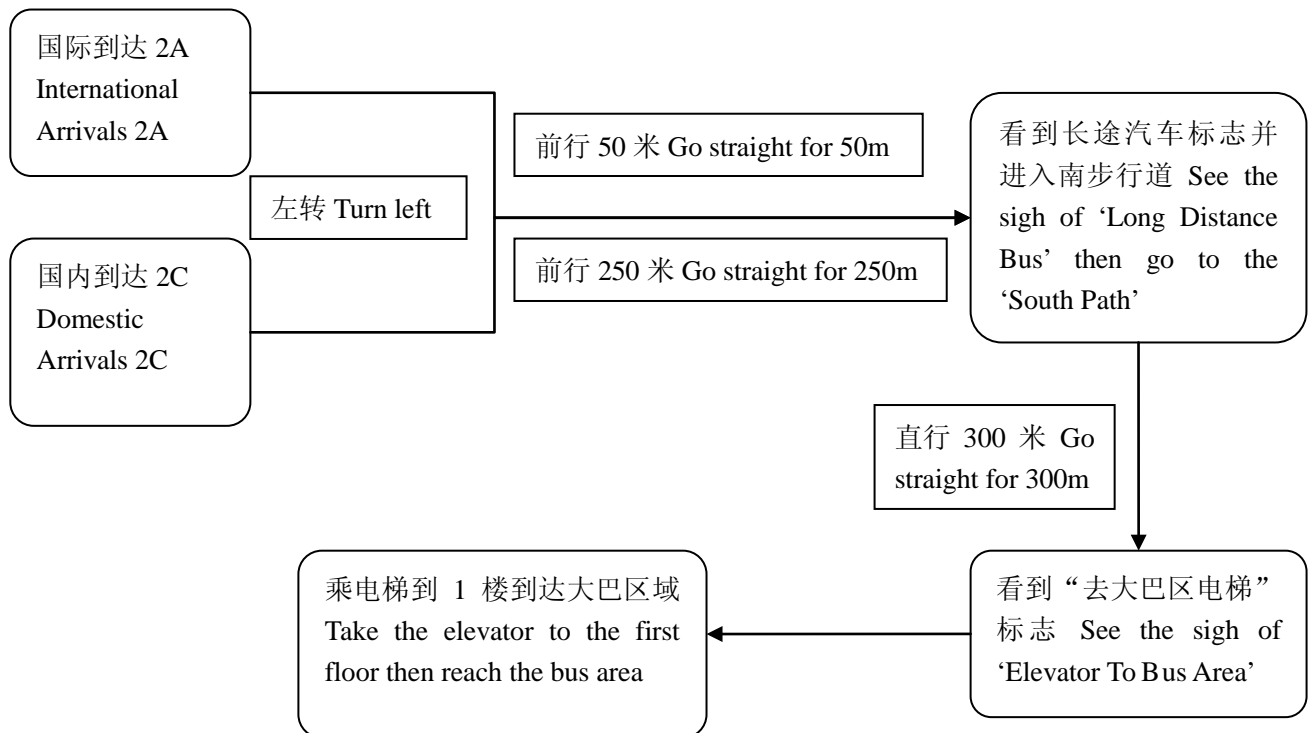 国际到达 2A
International
Arrivals 2A
左转 Turn left
国内到达 2C
Domestic
Arrivals 2C
前行 50 米 Go straight for 50m
前行 250 米 Go straight for 250m
看到长途汽车标志并
进入南步行道 See the
sigh of ‘Long Distance
Bus’ then go to the
‘South Path’
直行 300 米 Go
straight for 300m
看到“去大巴区电梯”
标志 See the sigh of
‘Elevator To Bus Area’
乘电梯到 1 楼到达大巴区域
Take the elevator to the first
floor then reach the bus area